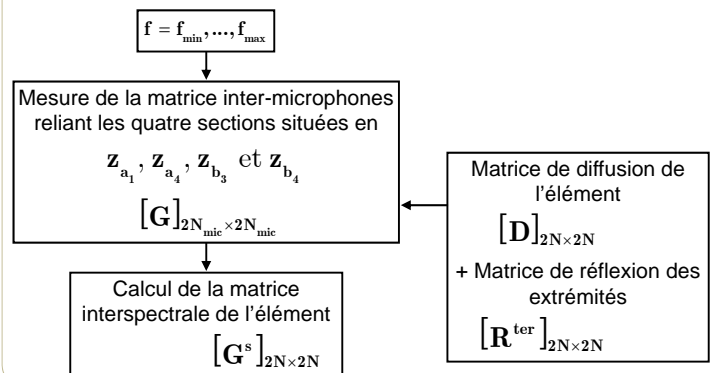 f = f_min,...,f_max
Mesure de la matrice inter-microphones
reliant les quatre sections situées en
z_a₁, z_a₄, z_b₃ et z_b₄
[G]_2N_mic×2N_mic
Calcul de la matrice
interspectrale de l'élément
[G^s]_2N×2N
Matrice de diffusion de
l'élément
[D]_2N×2N
+ Matrice de réflexion des
extrémités
[R^ter]_2N×2N